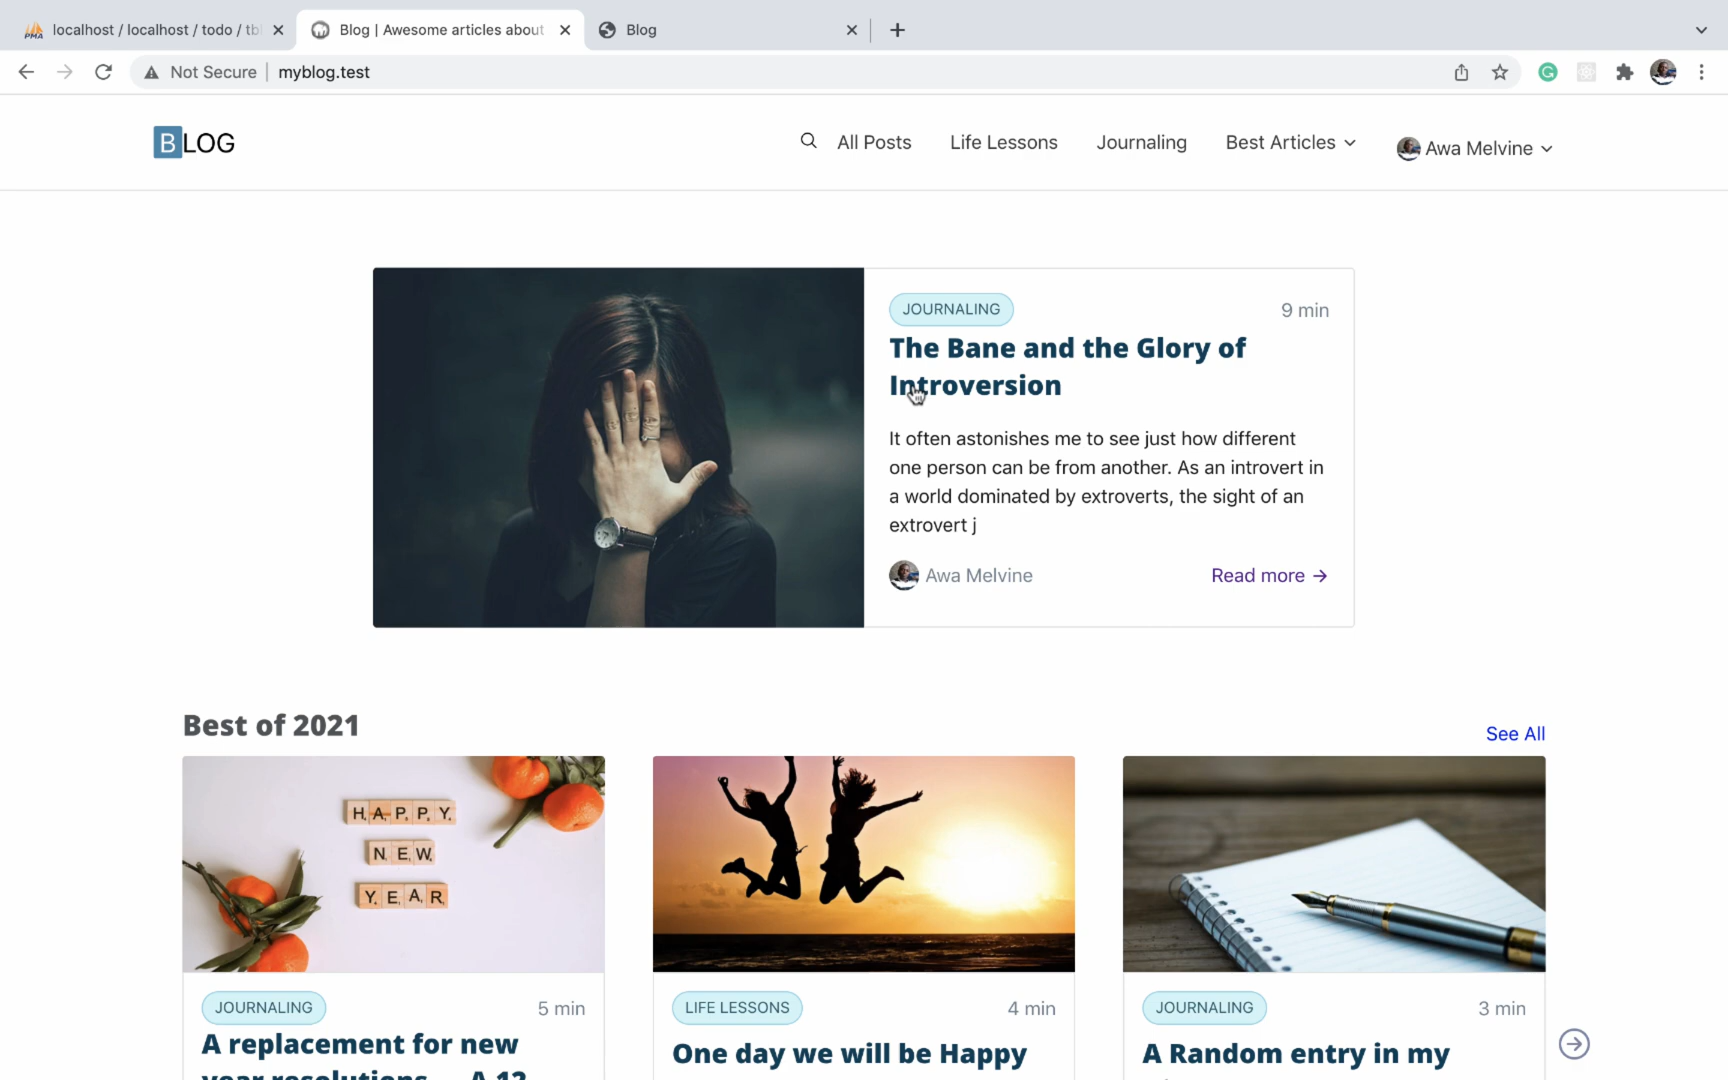 localhost / localhost / todo / tb
Blog | Awesome articles about
Blog
Not Secure
myblog.test
BLOG
All Posts
Life Lessons
Journaling
Best Articles
Awa Melvine
JOURNALING
9 min
The Bane and the Glory of
Introversion
It often astonishes me to see just how different
one person can be from another. As an introvert in
a world dominated by extroverts, the sight of an
extrovert j
Awa Melvine
Read more →
Best of 2021
See All
HAPPY
NEW
YEAR
JOURNALING
5 min
A replacement for new
year resolutions — A 12
LIFE LESSONS
4 min
One day we will be Happy
JOURNALING
3 min
A Random entry in my